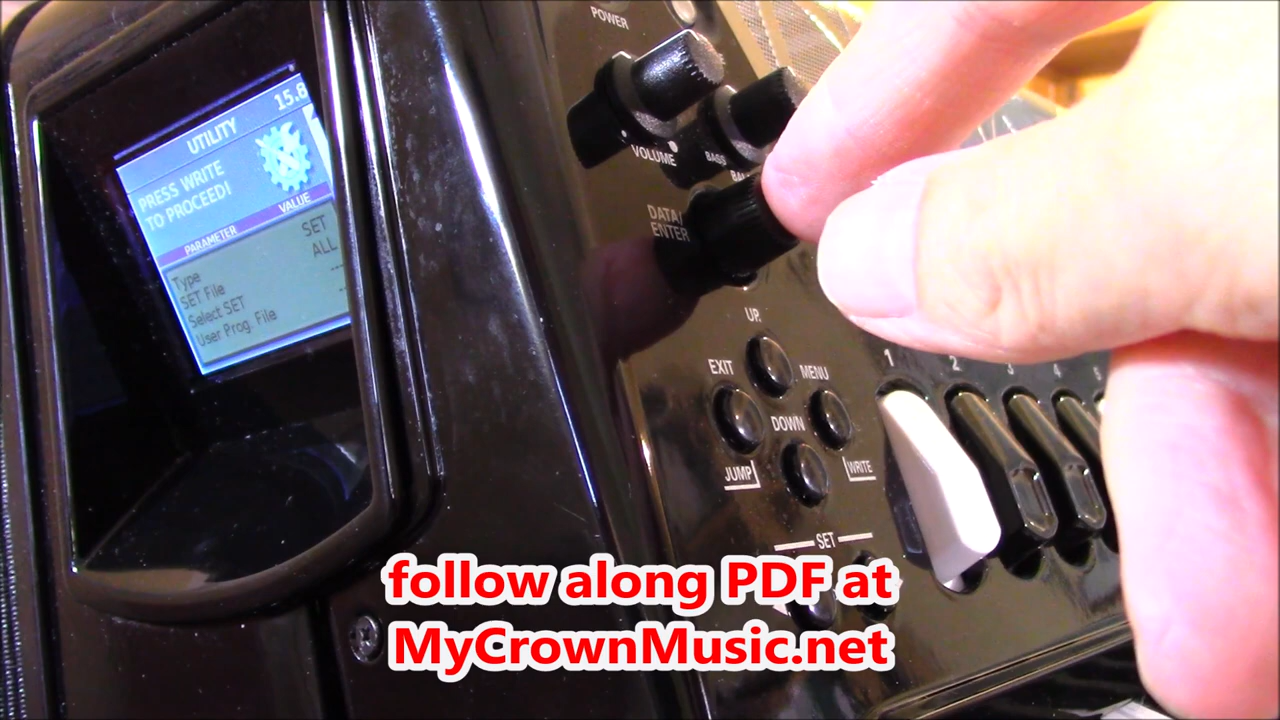 15.8
UTILITY
PRESS WRITE
TO PROCEED!
PARAMETER VALUE
Type SET
SET File ALL
Select SET ---
User Prog. File
POWER
VOLUME
BASS
DATA/
ENTER
UP
EXIT
MENU
DOWN
JUMP
WRITE
SET
1 2 3 4 5
follow along PDF at
MyCrownMusic.net